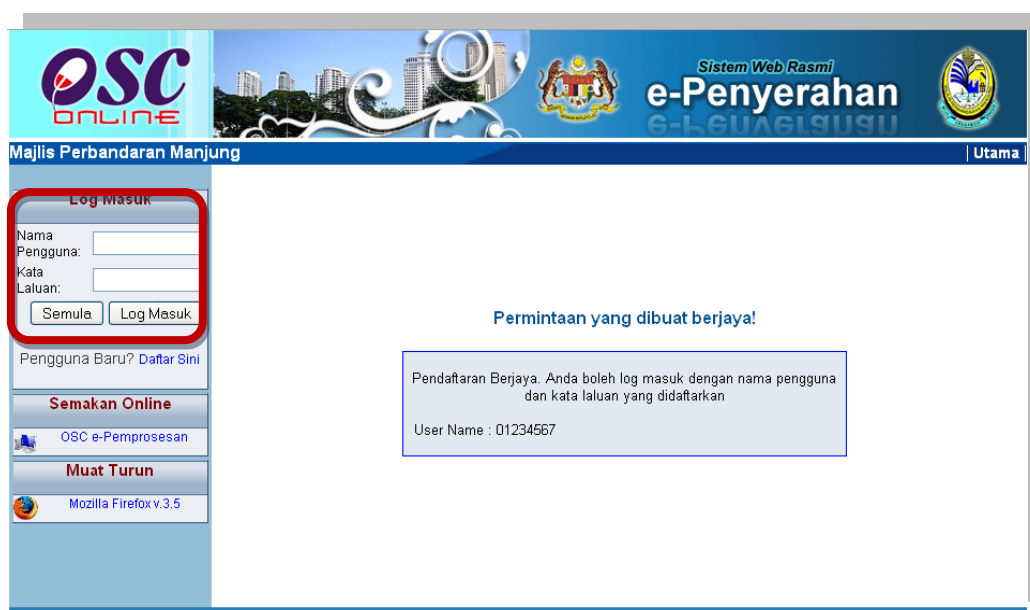 OSC
ONLINE
Sistem Web Rasmi
e-Penyerahan
Majlis Perbandaran Manjung
| Utama |
Log Masuk
Nama
Pengguna:
Kata
Laluan:
Semula
Log Masuk
Pengguna Baru? Daftar Sini
Semakan Online
OSC e-Pemprosesan
Muat Turun
Mozilla Firefox v.3.5
Permintaan yang dibuat berjaya!
Pendaftaran Berjaya. Anda boleh log masuk dengan nama pengguna
dan kata laluan yang didaftarkan
User Name : 01234567